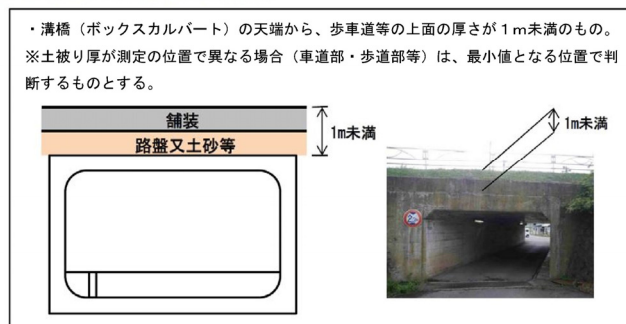 ・溝橋（ボックスカルバート）の天端から、歩車道等の上面の厚さが１ｍ未満のもの。
※土被り厚が測定の位置で異なる場合（車道部・歩道部等）は、最小値となる位置で判
断するものとする。
舗装
路盤又土砂等
1m未満
1m未満